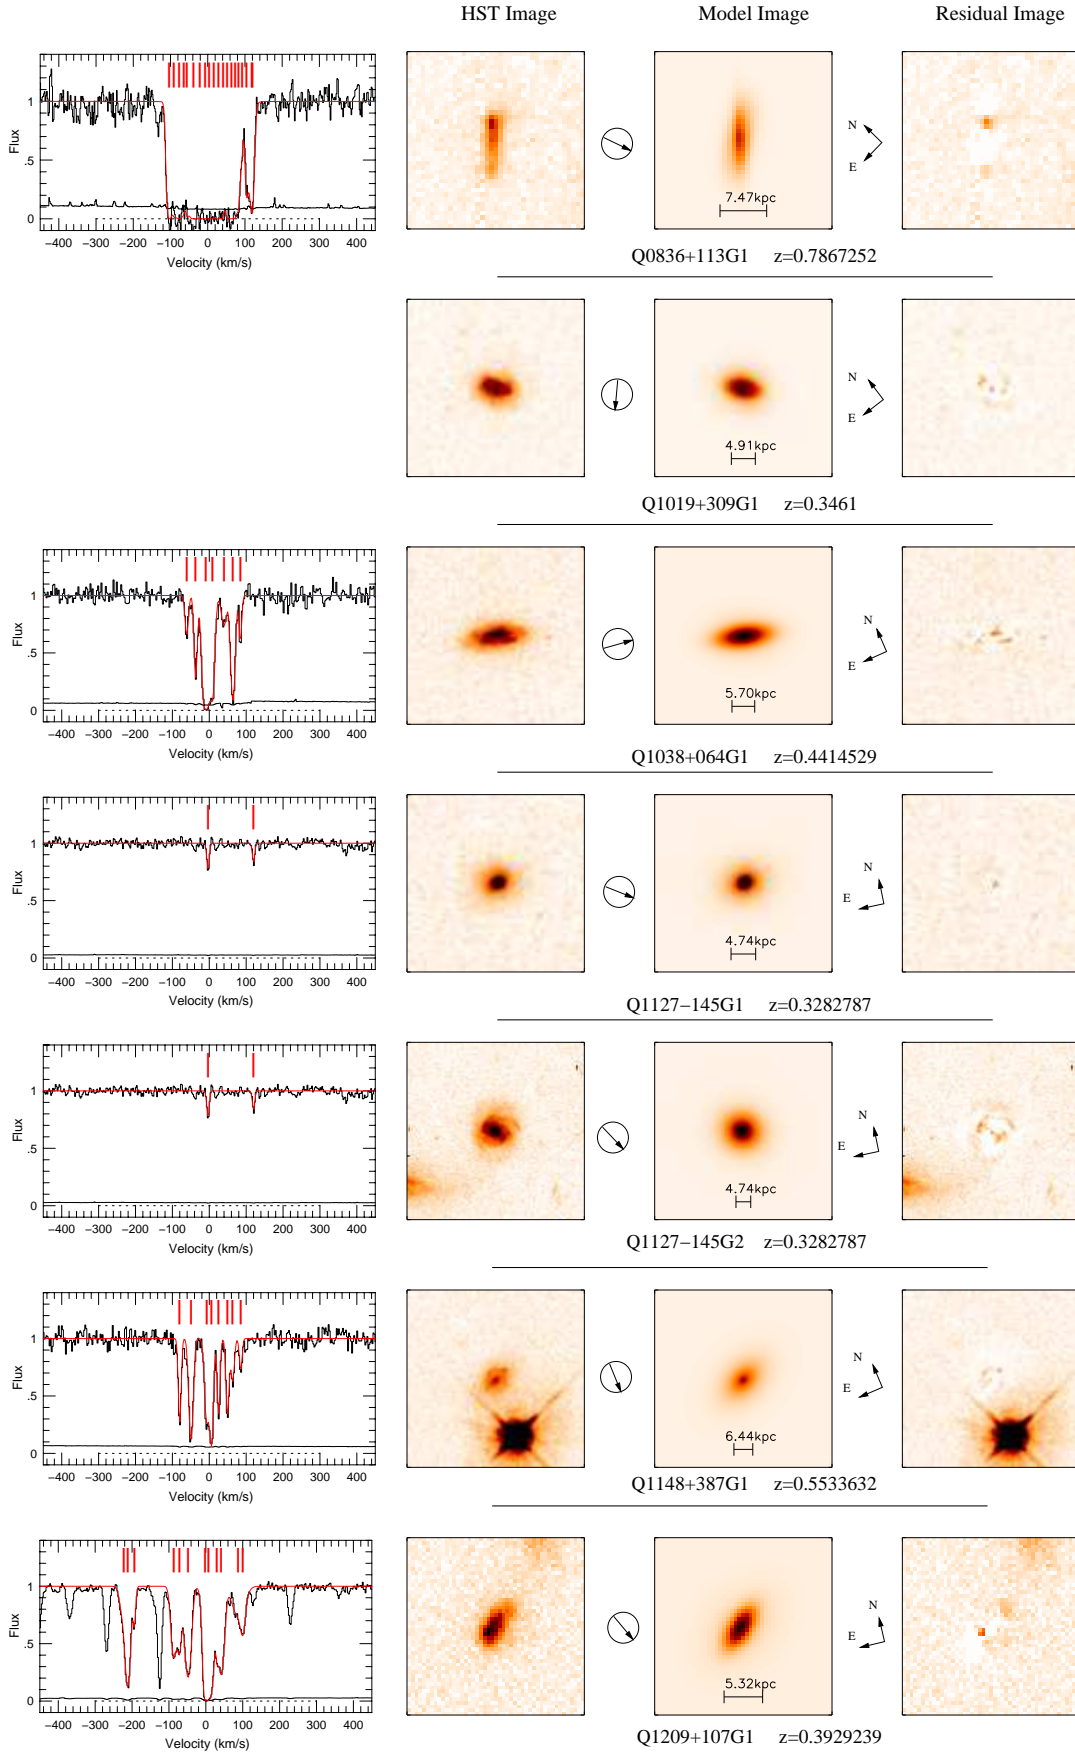 HST Image Model Image Residual Image
Flux
1
.5
0
−400 −300 −200 −100 0 100 200 300 400
Velocity (km/s)
7.47kpc
N
E
Q0836+113G1 z=0.7867252
4.91kpc
N
E
Q1019+309G1 z=0.3461
Flux
1
.5
0
−400 −300 −200 −100 0 100 200 300 400
Velocity (km/s)
5.70kpc
N
E
Q1038+064G1 z=0.4414529
Flux
1
.5
0
−400 −300 −200 −100 0 100 200 300 400
Velocity (km/s)
4.74kpc
N
E
Q1127−145G1 z=0.3282787
Flux
1
.5
0
−400 −300 −200 −100 0 100 200 300 400
Velocity (km/s)
4.74kpc
N
E
Q1127−145G2 z=0.3282787
Flux
1
.5
0
−400 −300 −200 −100 0 100 200 300 400
Velocity (km/s)
6.44kpc
N
E
Q1148+387G1 z=0.5533632
Flux
1
.5
0
−400 −300 −200 −100 0 100 200 300 400
Velocity (km/s)
5.32kpc
N
E
Q1209+107G1 z=0.3929239